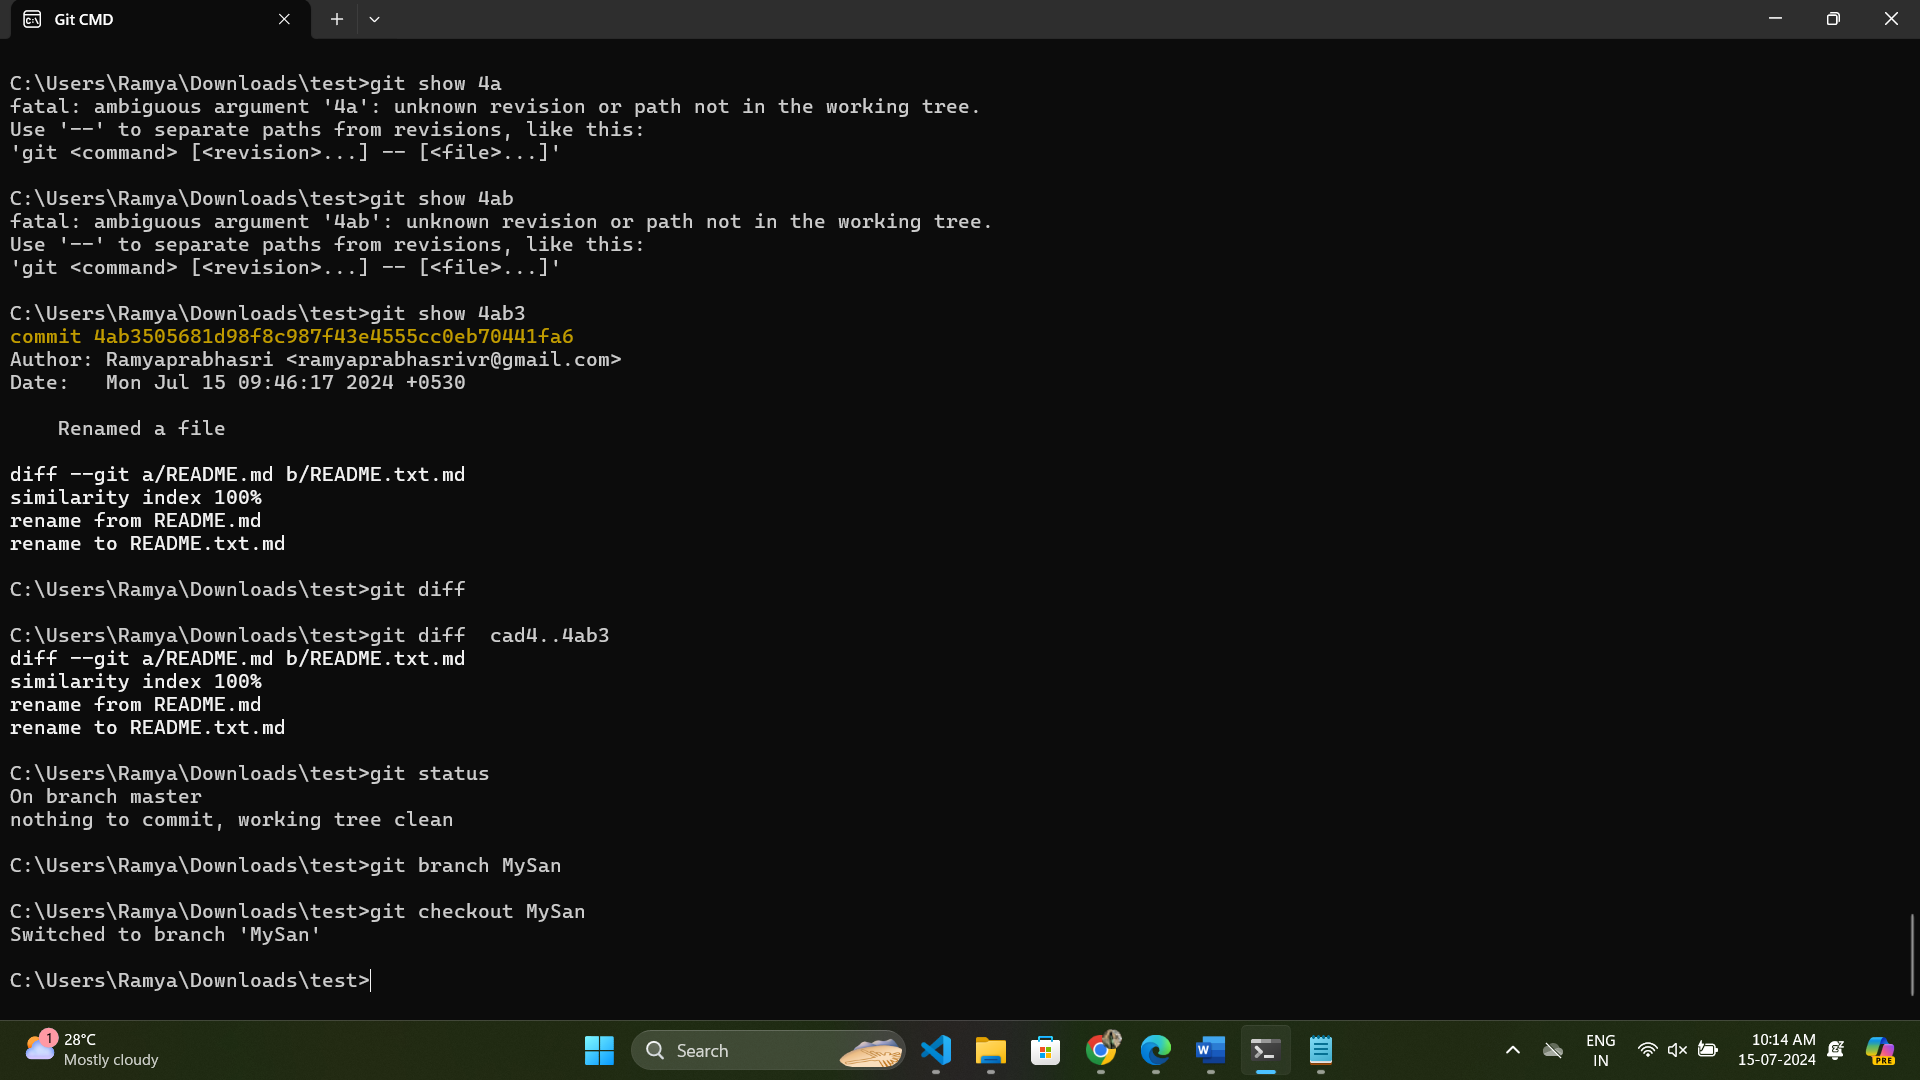 Git CMD
C:\Users\Ramya\Downloads\test>git show 4a
fatal: ambiguous argument '4a': unknown revision or path not in the working tree.
Use '--' to separate paths from revisions, like this:
'git <command> [<revision>...] -- [<file>...]'
C:\Users\Ramya\Downloads\test>git show 4ab
fatal: ambiguous argument '4ab': unknown revision or path not in the working tree.
Use '--' to separate paths from revisions, like this:
'git <command> [<revision>...] -- [<file>...]'
C:\Users\Ramya\Downloads\test>git show 4ab3
commit 4ab3505681d98f8c987f43e4555cc0eb70441fa6
Author: Ramyaprabhasri <ramyaprabhasrivr@gmail.com>
Date:   Mon Jul 15 09:46:17 2024 +0530
    Renamed a file
diff --git a/README.md b/README.txt.md
similarity index 100%
rename from README.md
rename to README.txt.md
C:\Users\Ramya\Downloads\test>git diff
C:\Users\Ramya\Downloads\test>git diff  cad4..4ab3
diff --git a/README.md b/README.txt.md
similarity index 100%
rename from README.md
rename to README.txt.md
C:\Users\Ramya\Downloads\test>git status
On branch master
nothing to commit, working tree clean
C:\Users\Ramya\Downloads\test>git branch MySan
C:\Users\Ramya\Downloads\test>git checkout MySan
Switched to branch 'MySan'
C:\Users\Ramya\Downloads\test>
1
28°C
Mostly cloudy
Search
W
ENG
IN
10:14 AM
15-07-2024
PRE